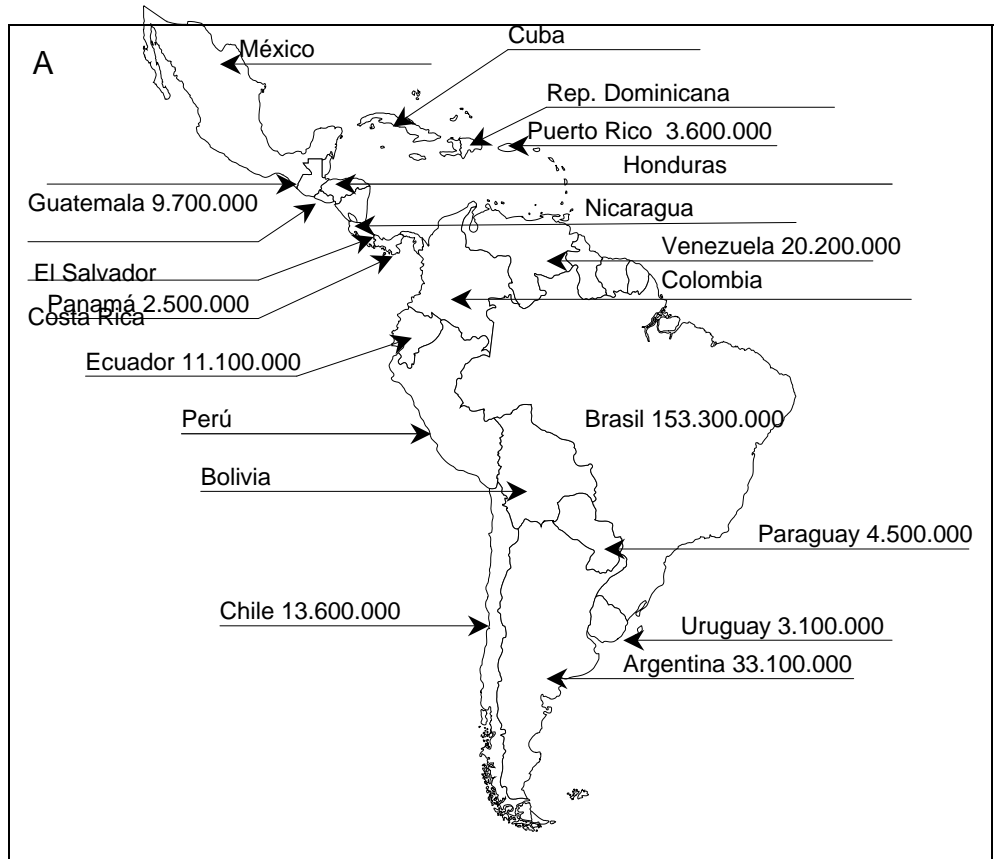 A
México
Cuba
Rep. Dominicana
Puerto Rico 3.600.000
Honduras
Guatemala 9.700.000
Nicaragua
Venezuela 20.200.000
El Salvador
Colombia
Panamá 2.500.000
Costa Rica
Ecuador 11.100.000
Brasil 153.300.000
Perú
Bolivia
Paraguay 4.500.000
Chile 13.600.000
Uruguay 3.100.000
Argentina 33.100.000